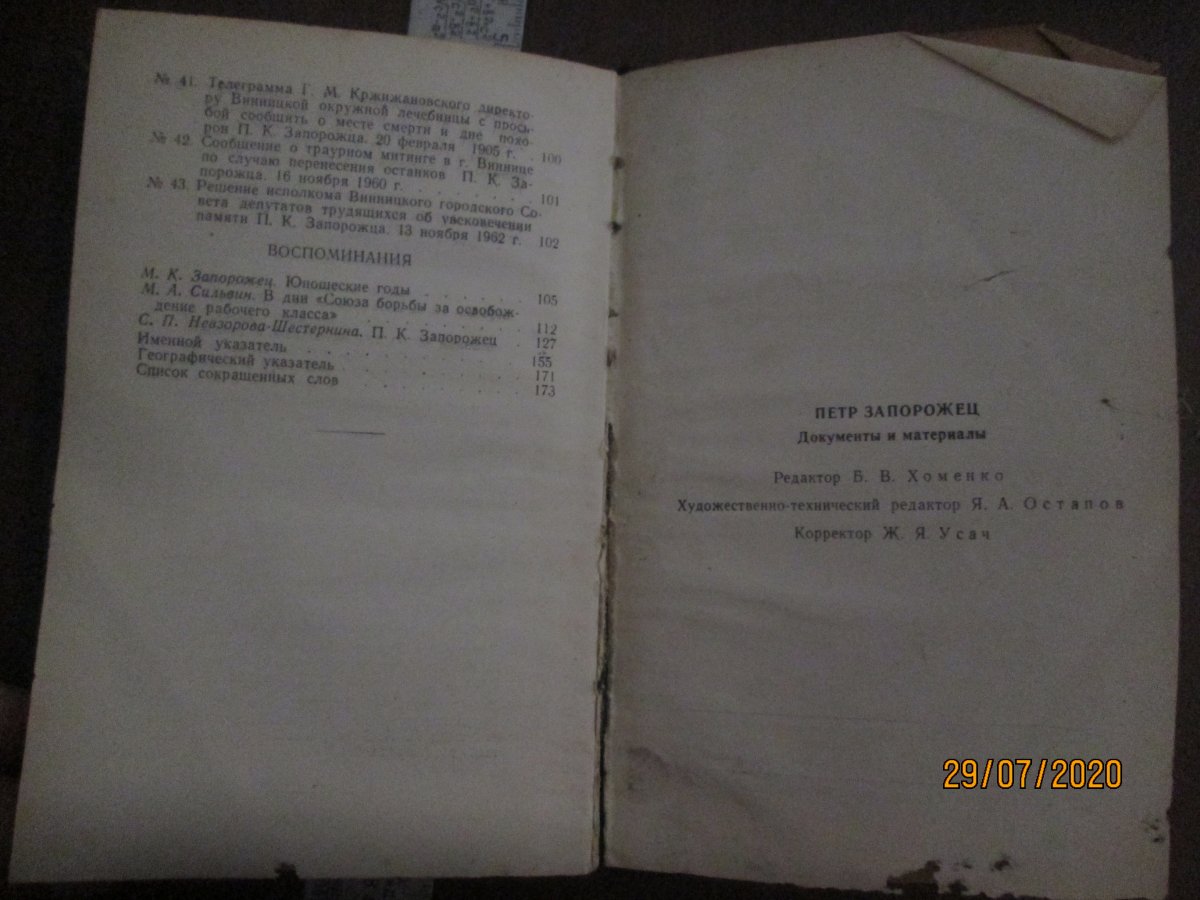 № 41. Телеграмма Г. М. Кржижановского директо-
ру Винницкой окружной лечебницы с прось-
бой сообщить о месте смерти и дне похо-
рон П. К. Запорожца. 20 февраля 1905 г. . 100
№ 42. Сообщение о траурном митинге в г. Виннице
по случаю перенесения останков П. К. За-
порожца. 16 ноября 1960 г. . . . . . . . 101
№ 43. Решение исполкома Винницкого городского Со-
вета депутатов трудящихся об увековечении
памяти П. К. Запорожца. 13 ноября 1962 г. 102
ВОСПОМИНАНИЯ
М. К. Запорожец. Юношеские годы . . . . . . . 105
М. А. Сильвин. В дни «Союза борьбы за освобож-
дение рабочего класса» . . . . . . . . . . 112
С. П. Невзорова-Шестернина. П. К. Запорожец . 127
Именной указатель . . . . . . . . . . . 155
Географический указатель . . . . . . . . . 171
Список сокращенных слов . . . . . . . . . 173
ПЕТР ЗАПОРОЖЕЦ
Документы и материалы
Редактор Б. В. Хоменко
Художественно-технический редактор Я. А. Остапов
Корректор Ж. Я. Усач
29/07/2020